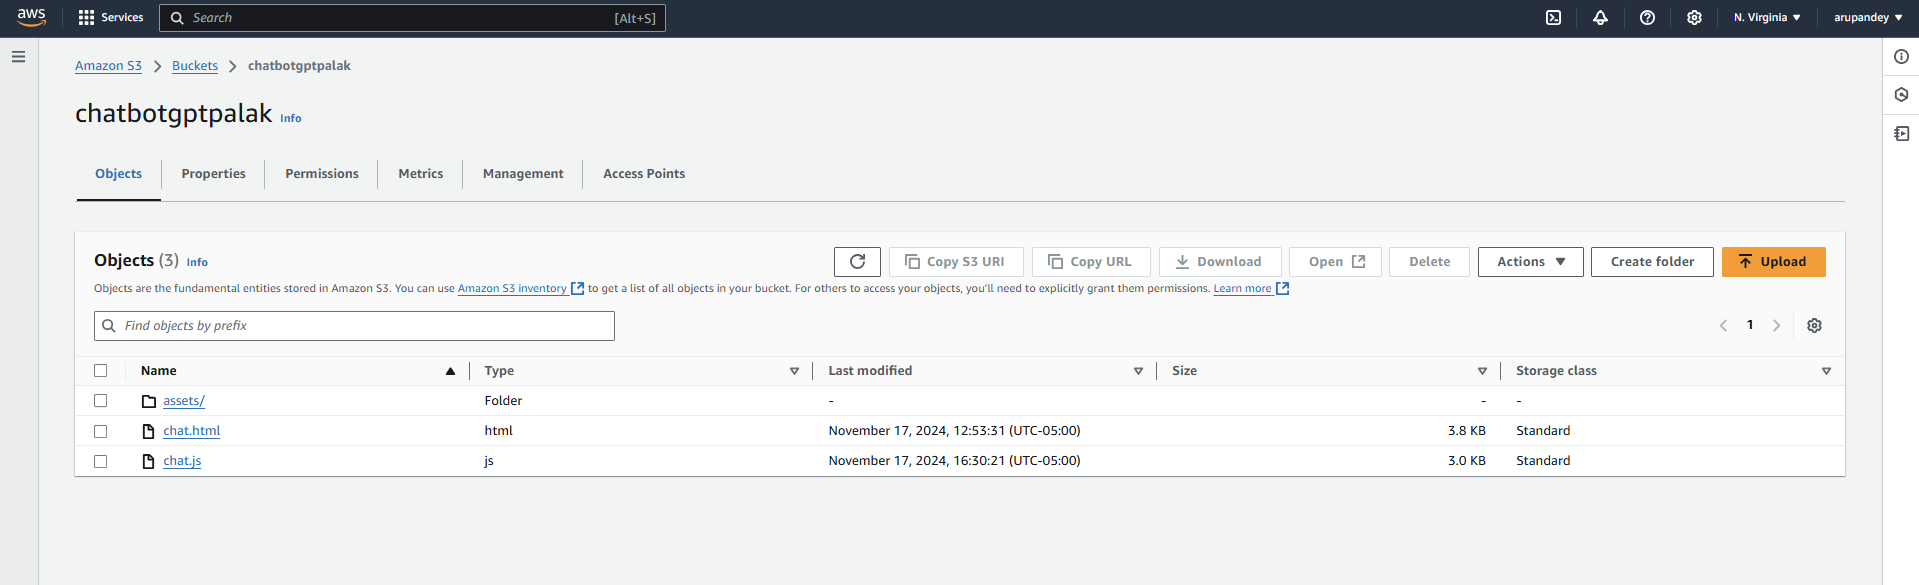 aws Services Search [Alt+S] N. Virginia arupandey
Amazon S3 > Buckets > chatbotgptpalak
chatbotgptpalak Info
Objects Properties Permissions Metrics Management Access Points
Objects (3) Info Copy S3 URI Copy URL Download Open Delete Actions Create folder Upload
Objects are the fundamental entities stored in Amazon S3. You can use Amazon S3 inventory to get a list of all objects in your bucket. For others to access your objects, you'll need to explicitly grant them permissions. Learn more
Find objects by prefix 1
Name Type Last modified Size Storage class
assets/ Folder - - -
chat.html html November 17, 2024, 12:53:31 (UTC-05:00) 3.8 KB Standard
chat.js js November 17, 2024, 16:30:21 (UTC-05:00) 3.0 KB Standard